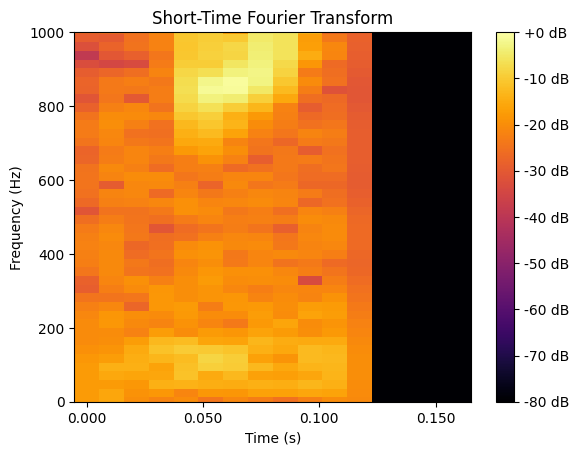 Short-Time Fourier Transform
1000
800
600
400
200
0
Frequency (Hz)
0.000
0.050
0.100
0.150
Time (s)
+0 dB
-10 dB
-20 dB
-30 dB
-40 dB
-50 dB
-60 dB
-70 dB
-80 dB